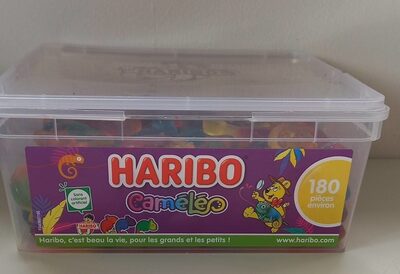 HARIBO
Caméléo
Sans
colorant
artificiel
HARIBO
180
pièces
environ
Haribo, c'est beau la vie, pour les grands et les petits !
www.haribo.com